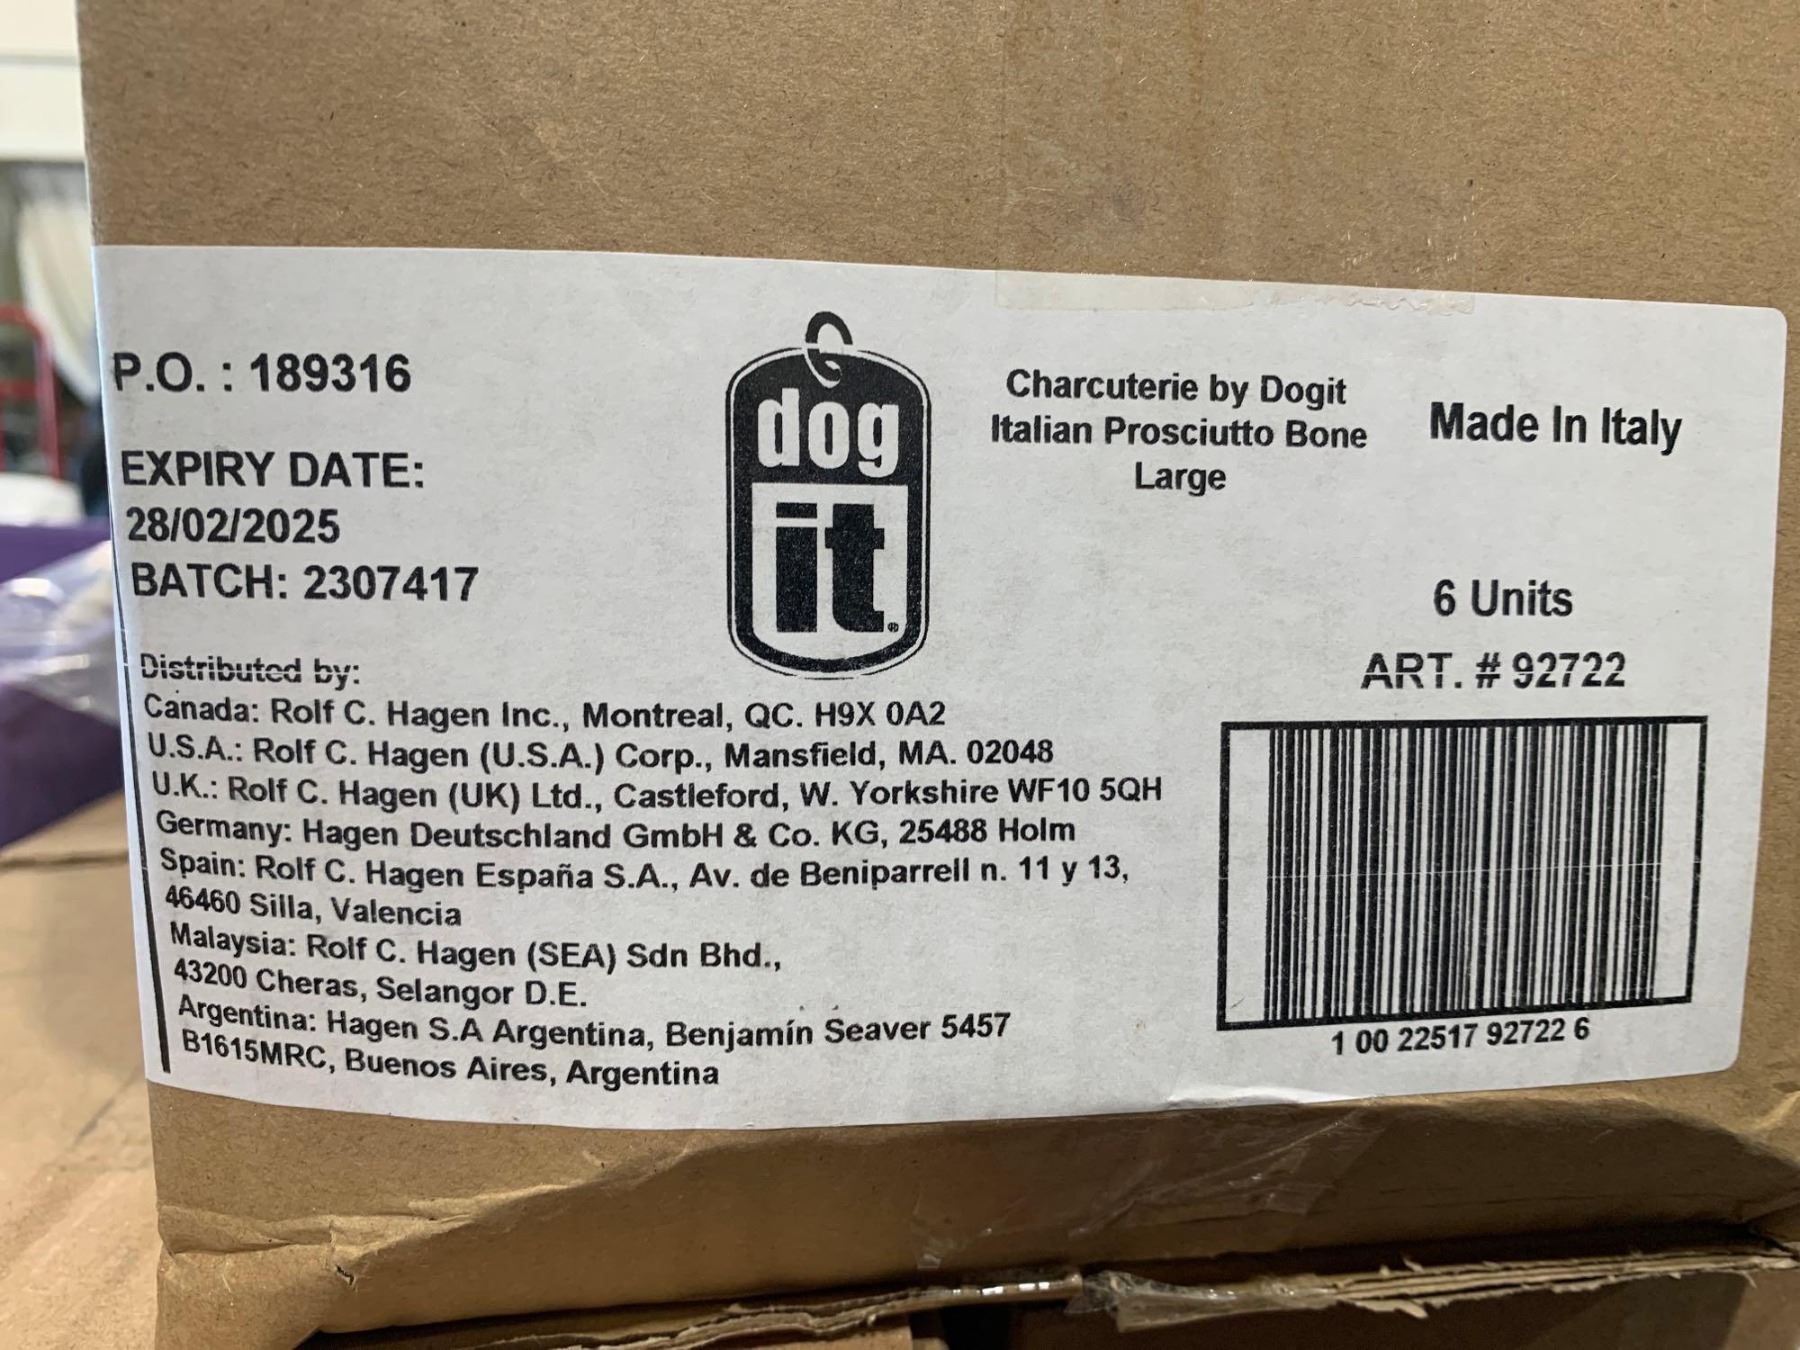 P.O. : 189316
EXPIRY DATE:
28/02/2025
BATCH: 2307417
dog
it®
Charcuterie by Dogit
Italian Prosciutto Bone
Large
Made In Italy
6 Units
ART. # 92722
1 00 22517 92722 6
Distributed by:
Canada: Rolf C. Hagen Inc., Montreal, QC. H9X 0A2
U.S.A.: Rolf C. Hagen (U.S.A.) Corp., Mansfield, MA. 02048
U.K.: Rolf C. Hagen (UK) Ltd., Castleford, W. Yorkshire WF10 5QH
Germany: Hagen Deutschland GmbH & Co. KG, 25488 Holm
Spain: Rolf C. Hagen España S.A., Av. de Beniparrell n. 11 y 13,
46460 Silla, Valencia
Malaysia: Rolf C. Hagen (SEA) Sdn Bhd.,
43200 Cheras, Selangor D.E.
Argentina: Hagen S.A Argentina, Benjamín Seaver 5457
B1615MRC, Buenos Aires, Argentina